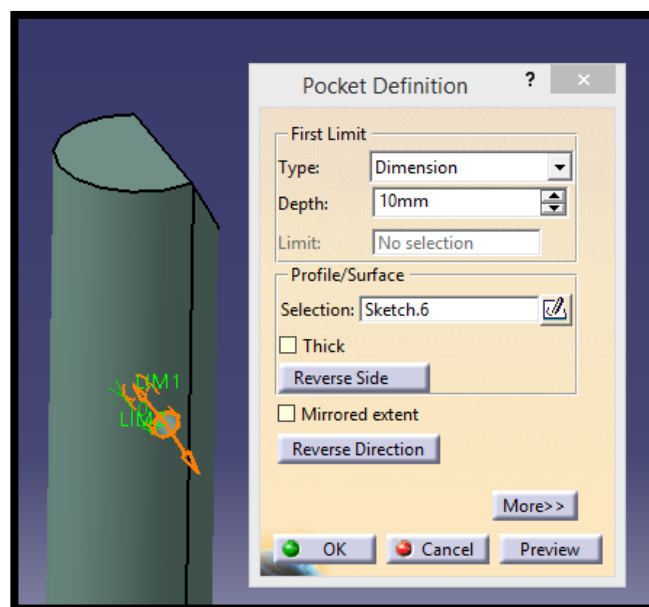 Pocket Definition ?
First Limit
Type: Dimension
Depth: 10mm
Limit: No selection
Profile/Surface
Selection: Sketch.6
Thick
Reverse Side
LIM1
Mirrored extent
Reverse Direction
More>>
OK Cancel Preview